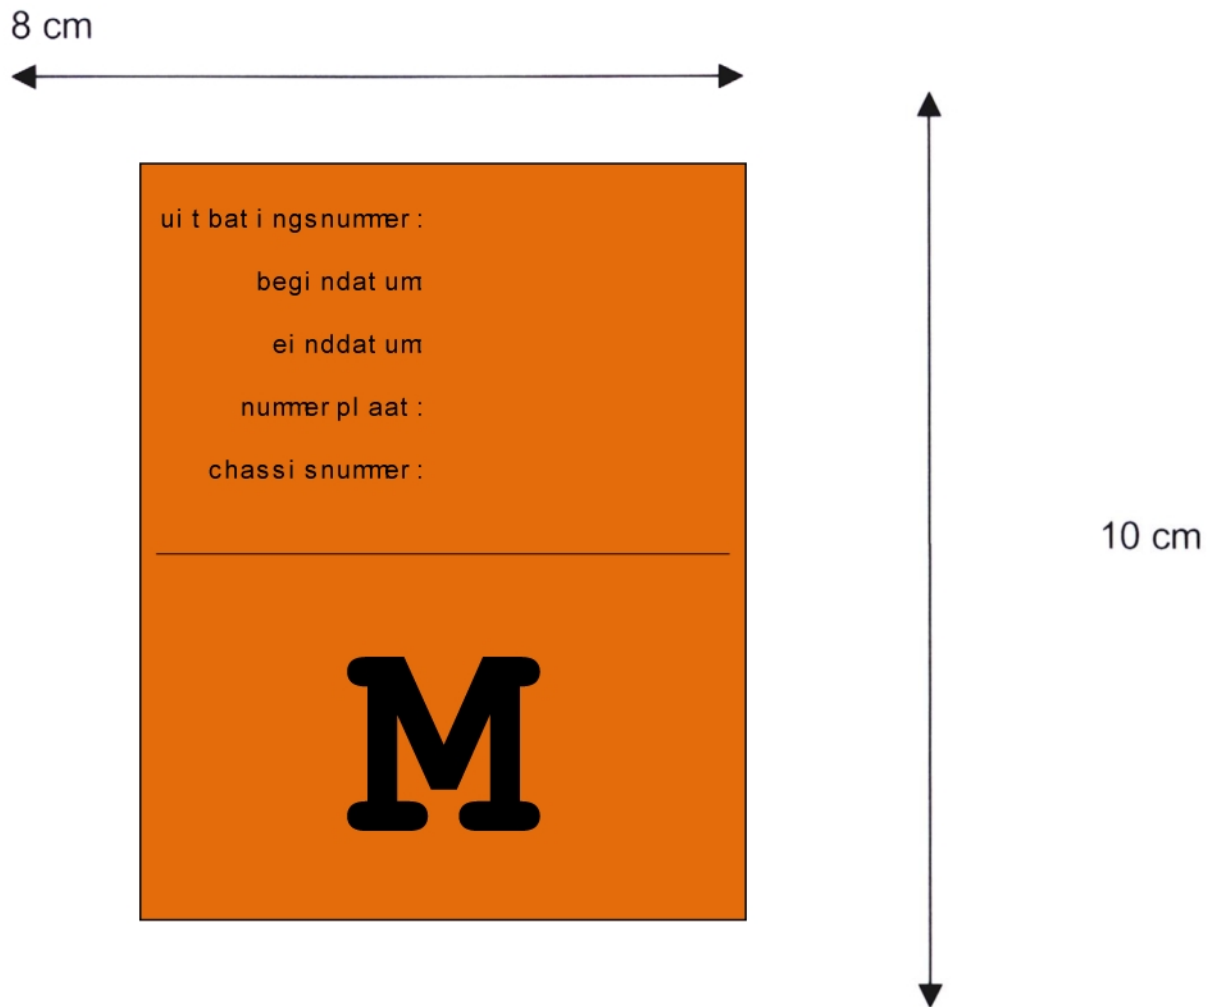 8 cm
uitbatingsnummer:
begindatum
einddatum
nummerplaat:
chassisnummer:
10 cm
M